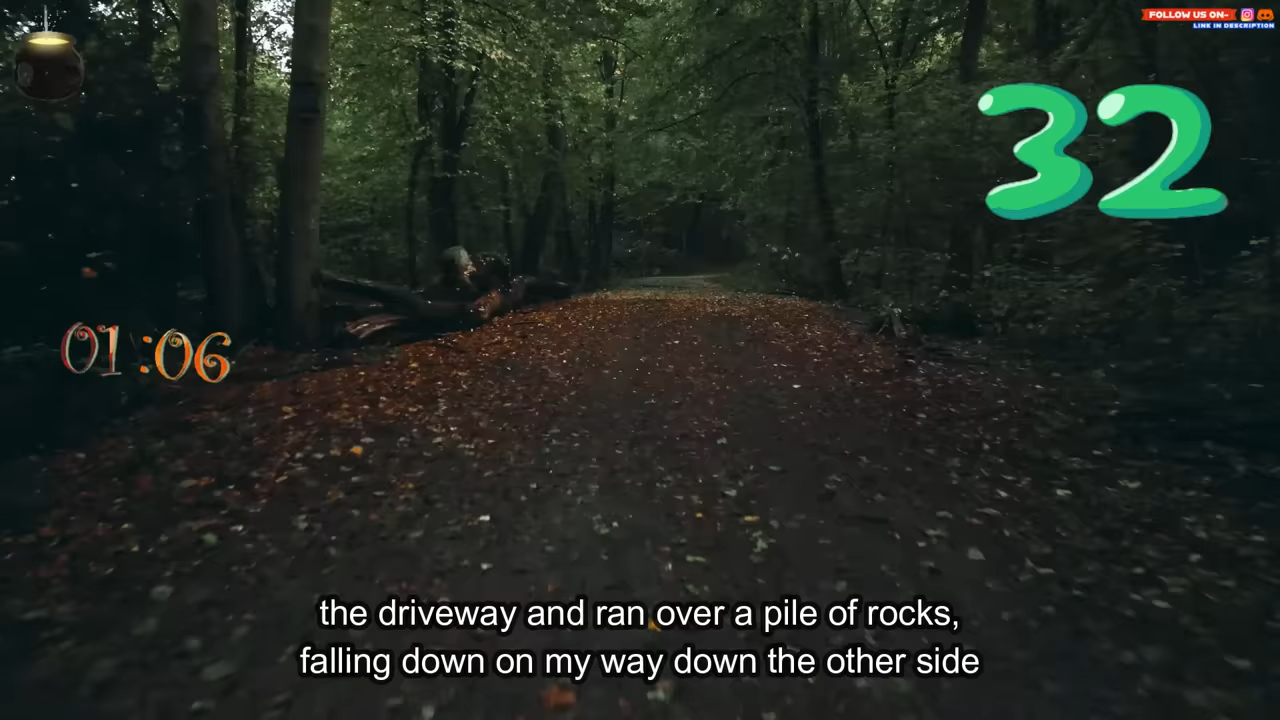 FOLLOW US ON-
LINK IN DESCRIPTION
32
01:06
the driveway and ran over a pile of rocks,
falling down on my way down the other side